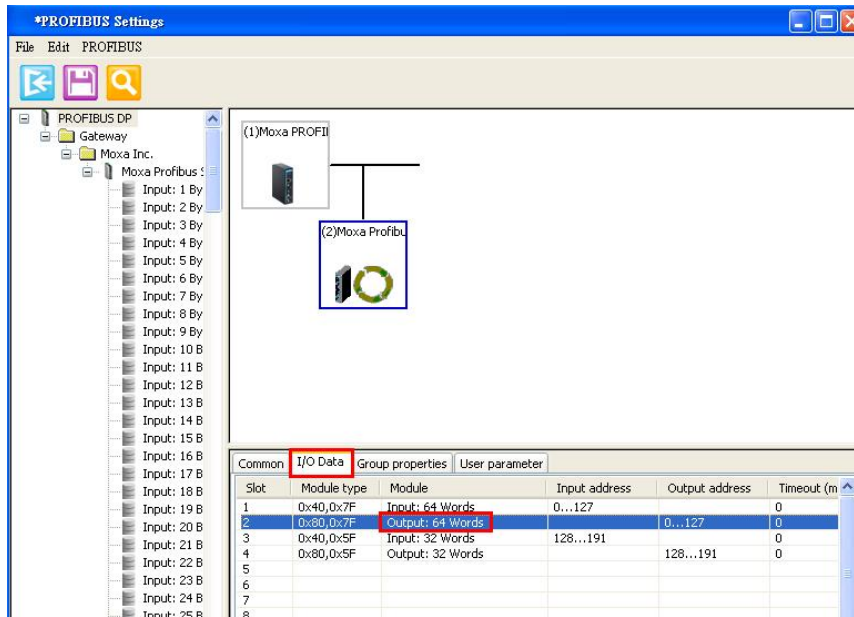 *PROFIBUS Settings
File Edit PROFIBUS
PROFIBUS DP
Gateway
Moxa Inc.
Moxa Profibus S
Input: 1 By
Input: 2 By
Input: 3 By
Input: 4 By
Input: 5 By
Input: 6 By
Input: 7 By
Input: 8 By
Input: 9 By
Input: 10 B
Input: 11 B
Input: 12 B
Input: 13 B
Input: 14 B
Input: 15 B
Input: 16 B
Input: 17 B
Input: 18 B
Input: 19 B
Input: 20 B
Input: 21 B
Input: 22 B
Input: 23 B
Input: 24 B
Input: 25 B
(1)Moxa PROFI
(2)Moxa Profibu
Common I/O Data Group properties User parameter
Slot Module type Module Input address Output address Timeout (m
1 0x40,0x7F Input: 64 Words 0...127 0
2 0x80,0x7F Output: 64 Words 0...127 0
3 0x40,0x5F Input: 32 Words 128...191 0
4 0x80,0x5F Output: 32 Words 128...191 0
5
6
7
8